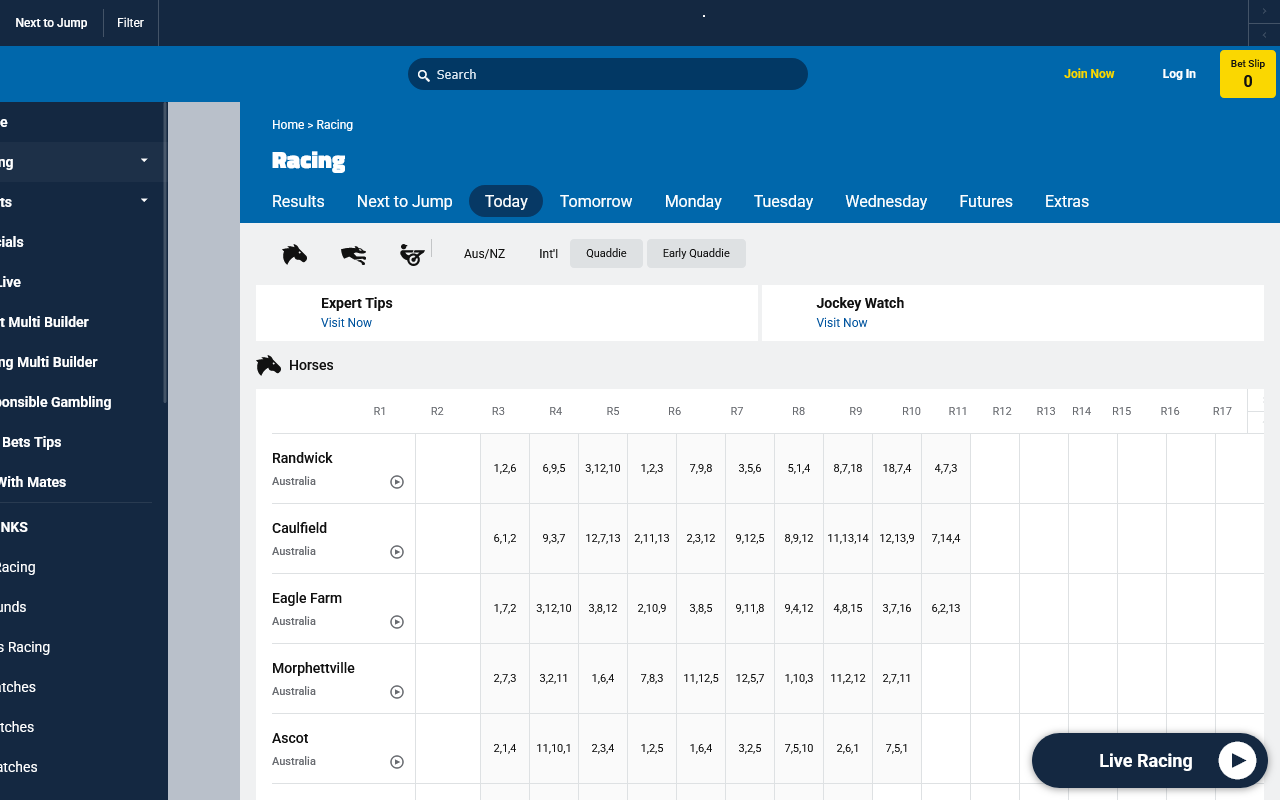 Next to Jump
Filter
Search
Join Now
Log In
Bet Slip
0
e
ng
ts
cials
Live
t Multi Builder
ng Multi Builder
ponsible Gambling
Bets Tips
With Mates
INKS
Racing
unds
s Racing
atches
tches
atches
Home > Racing
Racing
Results Next to Jump Today Tomorrow Monday Tuesday Wednesday Futures Extras
Aus/NZ Int'l Quaddie Early Quaddie
Expert Tips
Visit Now
Jockey Watch
Visit Now
Horses
R1 R2 R3 R4 R5 R6 R7 R8 R9 R10 R11 R12 R13 R14 R15 R16 R17
Randwick
Australia
1,2,6 6,9,5 3,12,10 1,2,3 7,9,8 3,5,6 5,1,4 8,7,18 18,7,4 4,7,3
Caulfield
Australia
6,1,2 9,3,7 12,7,13 2,11,13 2,3,12 9,12,5 8,9,12 11,13,14 12,13,9 7,14,4
Eagle Farm
Australia
1,7,2 3,12,10 3,8,12 2,10,9 3,8,5 9,11,8 9,4,12 4,8,15 3,7,16 6,2,13
Morphettville
Australia
2,7,3 3,2,11 1,6,4 7,8,3 11,12,5 12,5,7 1,10,3 11,2,12 2,7,11
Ascot
Australia
2,1,4 11,10,1 2,3,4 1,2,5 1,6,4 3,2,5 7,5,10 2,6,1 7,5,1
Live Racing